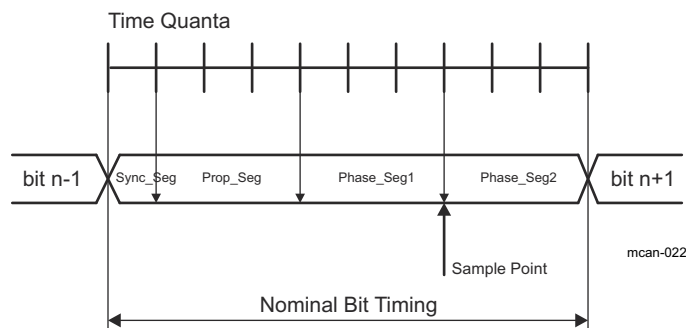 Time Quanta
bit n-1
Sync_Seg
Prop_Seg
Phase_Seg1
Phase_Seg2
bit n+1
mcan-022
Sample Point
Nominal Bit Timing